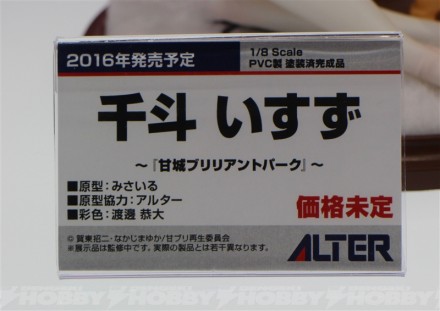 2016年発売予定
1/8 Scale
PVC製 塗装済完成品
千斗 いすず
～『甘城ブリリアントパーク』～
■原型：みさいる
■原型協力：アルター
■彩色：渡邊 恭大
価格未定
© 賀東招二・なかじまゆか/甘ブリ再生委員会
※展示品は監修中です。実際の製品とは若干異なります。
ALTER
HOBBY HOBBY HOBBY HOBBY